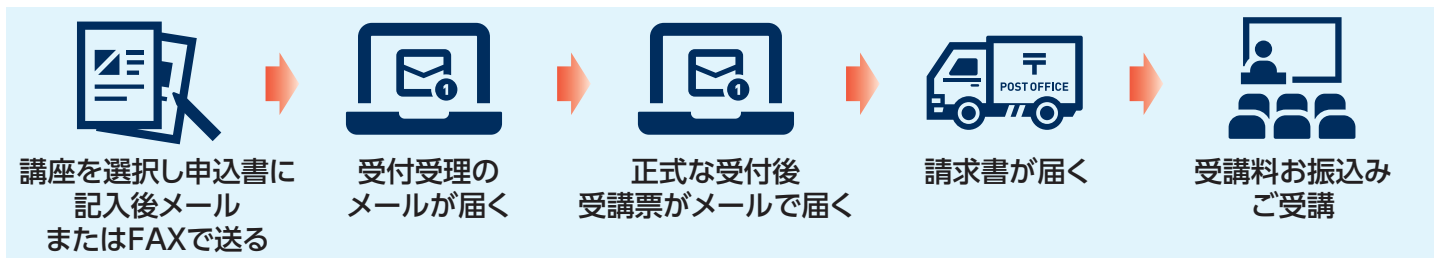 POST OFFICE
講座を選択し申込書に
記入後メール
またはFAXで送る
受付受理の
メールが届く
正式な受付後
受講票がメールで届く
請求書が届く
受講料お振込み
ご受講
1
1
〒